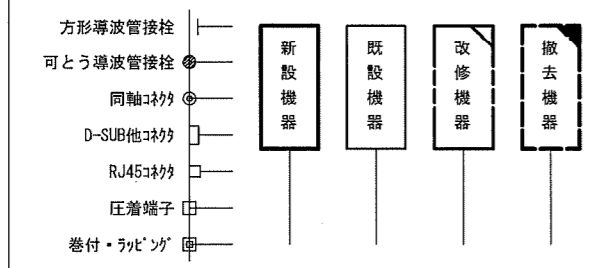 方形導波管接栓
可とう導波管接栓
同軸ｺﾈｸﾀ
D-SUB他ｺﾈｸﾀ
RJ45ｺﾈｸﾀ
圧着端子
巻付・ﾗｯﾋﾟﾝｸﾞ
新設機器
既設機器
改修機器
撤去機器